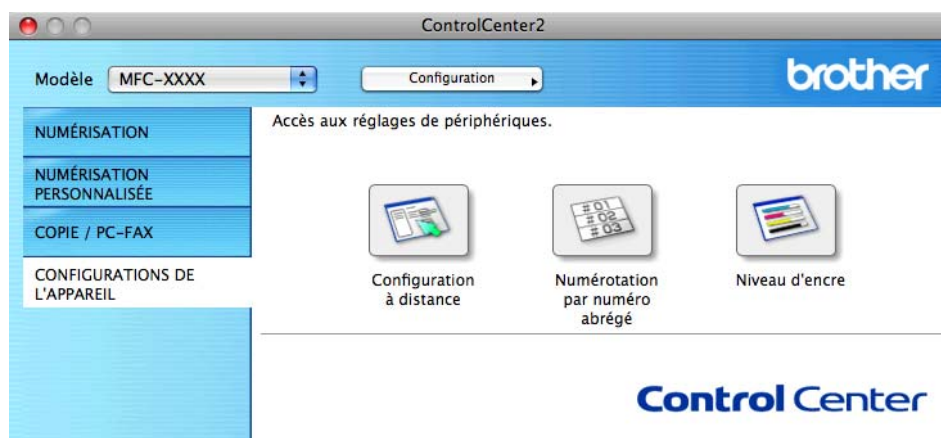 ControlCenter2
Modèle MFC-XXXX Configuration brother
NUMÉRISATION
NUMÉRISATION
PERSONNALISÉE
COPIE / PC-FAX
CONFIGURATIONS DE
L'APPAREIL
Accès aux réglages de périphériques.
#01
#02
#03
Configuration
à distance
Numérotation
par numéro
abrégé
Niveau d'encre
Control Center